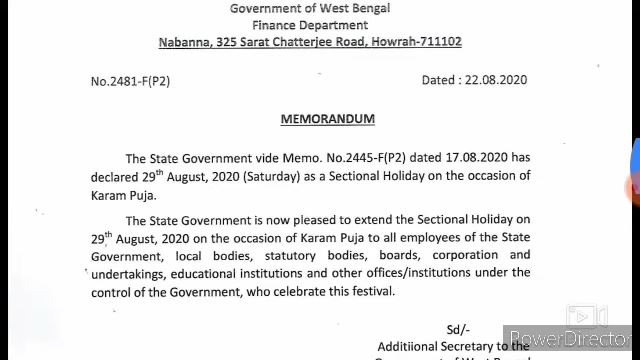 Government of West Bengal
Finance Department
Nabanna, 325 Sarat Chatterjee Road, Howrah-711102
No.2481-F(P2) Dated : 22.08.2020
MEMORANDUM
The State Government vide Memo. No.2445-F(P2) dated 17.08.2020 has
declared 29th August, 2020 (Saturday) as a Sectional Holiday on the occasion of
Karam Puja.
The State Government is now pleased to extend the Sectional Holiday on
29th August, 2020 on the occasion of Karam Puja to all employees of the State
Government, local bodies, statutory bodies, boards, corporation and
undertakings, educational institutions and other offices/institutions under the
control of the Government, who celebrate this festival.
Sd/-
Additiional Secretary to the
Government of West Bengal
PowerDirector